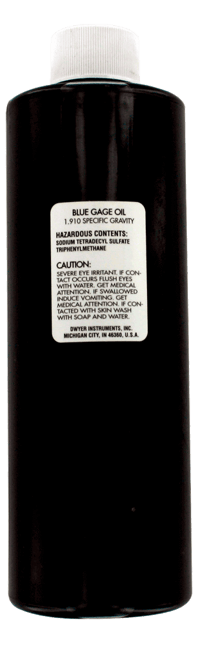 BLUE GAGE OIL
1.910 SPECIFIC GRAVITY
HAZARDOUS CONTENTS:
SODIUM TETRADECYL SULFATE
TRIPHENYLMETHANE
CAUTION:
SEVERE EYE IRRITANT. IF CON-
TACT OCCURS FLUSH EYES
WITH WATER. GET MEDICAL
ATTENTION. IF SWALLOWED
INDUCE VOMITING. GET
MEDICAL ATTENTION. IF CON-
TACTED WITH SKIN WASH
WITH SOAP AND WATER.
DWYER INSTRUMENTS, INC.
MICHIGAN CITY, IN 46360, U.S.A.